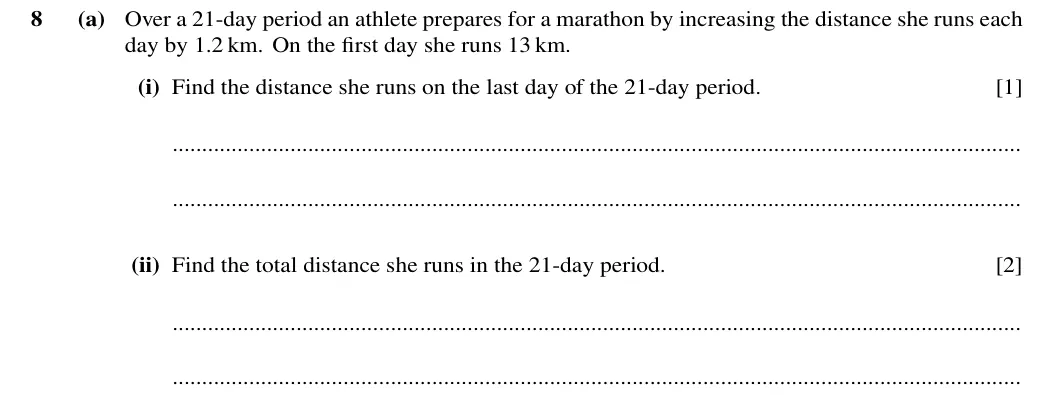 8 (a) Over a 21-day period an athlete prepares for a marathon by increasing the distance she runs each
day by 1.2 km. On the first day she runs 13 km.
(i) Find the distance she runs on the last day of the 21-day period. [1]
................................................................................
................................................................................
(ii) Find the total distance she runs in the 21-day period. [2]
................................................................................
................................................................................